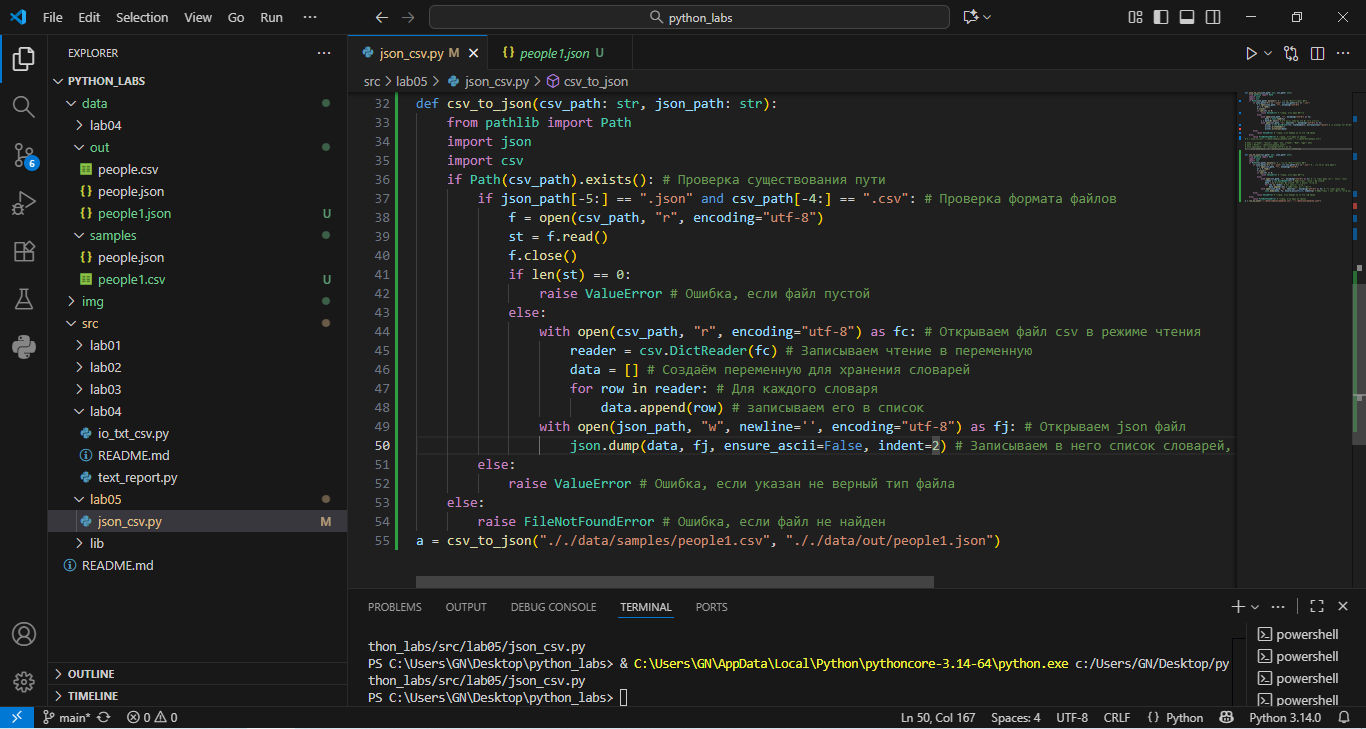 File Edit Selection View Go Run ··· python_labs
EXPLORER ···
PYTHON_LABS
data
lab04
out
people.csv
{} people.json
{} people1.json U
samples
{} people.json
people1.csv U
img
src
lab01
lab02
lab03
lab04
io_txt_csv.py
README.md
text_report.py
lab05
json_csv.py M
lib
README.md
OUTLINE
TIMELINE
6
json_csv.py M × {} people1.json U
src > lab05 > json_csv.py > csv_to_json
32 def csv_to_json(csv_path: str, json_path: str):
33 from pathlib import Path
34 import json
35 import csv
36 if Path(csv_path).exists(): # Проверка существования пути
37 if json_path[-5:] == ".json" and csv_path[-4:] == ".csv": # Проверка формата файлов
38 f = open(csv_path, "r", encoding="utf-8")
39 st = f.read()
40 f.close()
41 if len(st) == 0:
42 raise ValueError # Ошибка, если файл пустой
43 else:
44 with open(csv_path, "r", encoding="utf-8") as fc: # Открываем файл csv в режиме чтения
45 reader = csv.DictReader(fc) # Записываем чтение в переменную
46 data = [] # Создаём переменную для хранения словарей
47 for row in reader: # Для каждого словаря
48 data.append(row) # записываем его в список
49 with open(json_path, "w", newline='', encoding="utf-8") as fj: # Открываем json файл
50 json.dump(data, fj, ensure_ascii=False, indent=2) # Записываем в него список словарей,
51 else:
52 raise ValueError # Ошибка, если указан не верный тип файла
53 else:
54 raise FileNotFoundError # Ошибка, если файл не найден
55 a = csv_to_json("././data/samples/people1.csv", "././data/out/people1.json")
PROBLEMS OUTPUT DEBUG CONSOLE TERMINAL PORTS
thon_labs/src/lab05/json_csv.py
PS C:\Users\GN\Desktop\python_labs> & C:\Users\GN\AppData\Local\Python\pythoncore-3.14-64\python.exe c:/Users/GN/Desktop/py
thon_labs/src/lab05/json_csv.py
PS C:\Users\GN\Desktop\python_labs>
powershell
powershell
powershell
powershell
main* 0 0 Ln 50, Col 167 Spaces: 4 UTF-8 CRLF {} Python Python 3.14.0